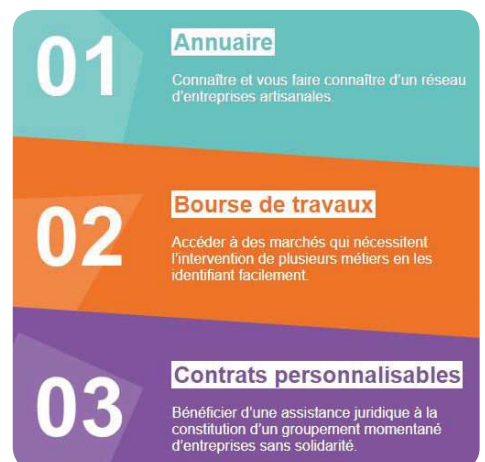 01
Annuaire
Connaître et vous faire connaître d'un réseau
d'entreprises artisanales.
02
Bourse de travaux
Accéder à des marchés qui nécessitent
l'intervention de plusieurs métiers en les
identifiant facilement.
03
Contrats personnalisables
Bénéficier d'une assistance juridique à la
constitution d'un groupement momentané
d'entreprises sans solidarité.